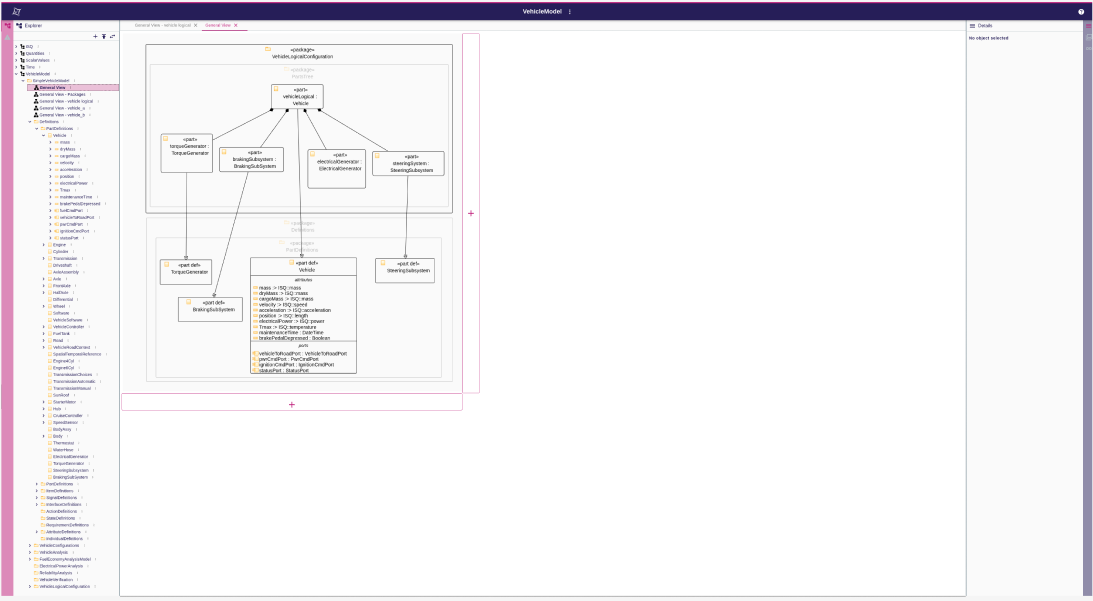 VehicleModel
Explorer
General View - vehicle logical
General View
Details
No object selected
ISQ
Quantities
ScalarValues
Time
VehicleModel
SimpleVehicleModel
General View
General View - Packages
General View - vehicle logical
General View - vehicle_a
General View - vehicle_b
Definitions
PartDefinitions
Vehicle
mass
dryMass
cargoMass
velocity
acceleration
position
electricalPower
Tmax
maintenanceTime
brakePedalDepressed
fuelCmdPort
vehicleToRoadPort
pwrCmdPort
ignitionCmdPort
statusPort
Engine
Cylinder
Transmission
Driveshaft
AxleAssembly
Axle
FrontAxle
HalfAxle
Differential
Wheel
Software
VehicleSoftware
VehicleController
FuelTank
Road
VehicleRoadContext
SpatialTemporalReference
Engine4Cyl
Engine6Cyl
TransmissionChoices
TransmissionAutomatic
TransmissionManual
SunRoof
StarterMotor
Hub
CruiseController
SpeedSensor
BodyAssy
Body
Thermostat
WaterHose
ElectricalGenerator
TorqueGenerator
SteeringSubsystem
BrakingSubSystem
PortDefinitions
ItemDefinitions
SignalDefinitions
InterfaceDefinitions
ActionDefinitions
StateDefinitions
RequirementDefinitions
AttributeDefinitions
IndividualDefinitions
VehicleConfigurations
VehicleAnalysis
FuelEconomyAnalysisModel
ElectricalPowerAnalysis
ReliabilityAnalysis
VehicleVerification
VehicleLogicalConfiguration
«package»
VehicleLogicalConfiguration
«package»
PartsTree
«part»
vehicleLogical :
Vehicle
«part»
torqueGenerator :
TorqueGenerator
«part»
brakingSubsystem :
BrakingSubSystem
«part»
electricalGenerator :
ElectricalGenerator
«part»
steeringSystem :
SteeringSubsystem
«package»
Definitions
«package»
PartDefinitions
«part def»
TorqueGenerator
«part def»
BrakingSubSystem
«part def»
Vehicle
attributes
mass :> ISQ::mass
dryMass :> ISQ::mass
cargoMass :> ISQ::mass
velocity :> ISQ::speed
acceleration :> ISQ::acceleration
position :> ISQ::length
electricalPower :> ISQ::power
Tmax :> ISQ::temperature
maintenanceTime : DateTime
brakePedalDepressed : Boolean
ports
vehicleToRoadPort : VehicleToRoadPort
pwrCmdPort : PwrCmdPort
ignitionCmdPort : IgnitionCmdPort
statusPort : StatusPort
«part def»
SteeringSubsystem